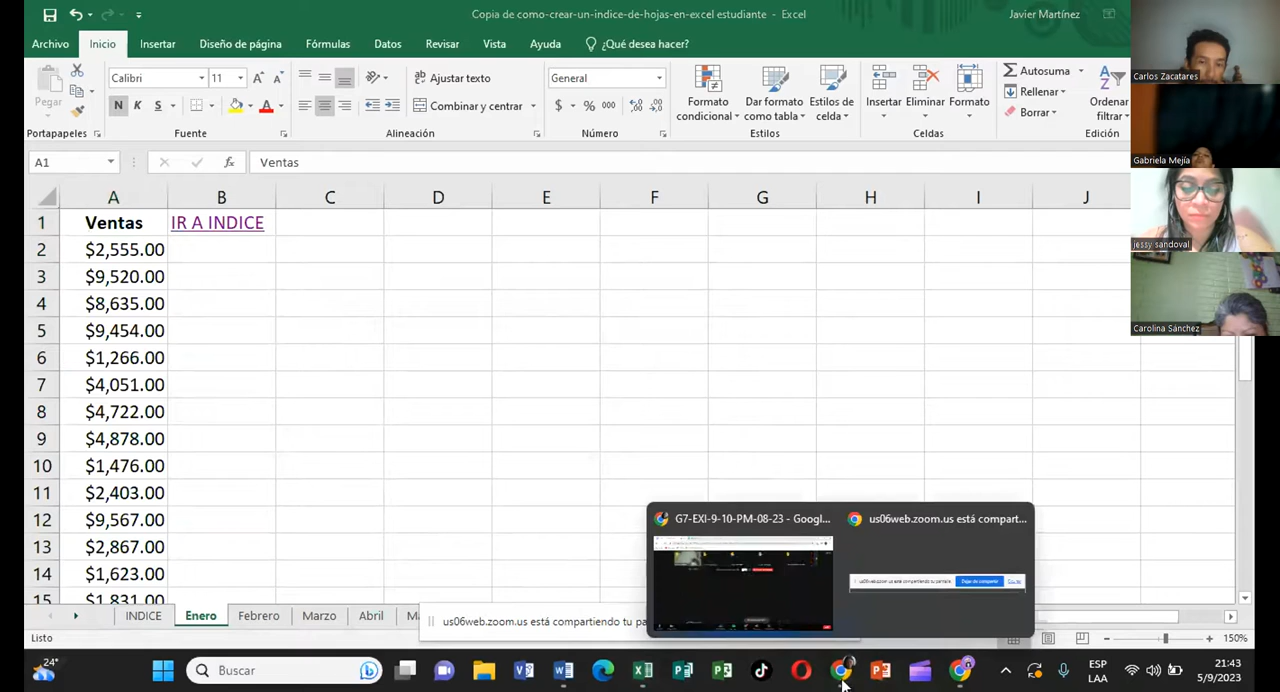 Copia de como-crear-un-indice-de-hojas-en-excel estudiante - Excel
Javier Martínez
Archivo Inicio Insertar Diseño de página Fórmulas Datos Revisar Vista Ayuda ¿Qué desea hacer?
Pegar
Calibri 11
N K S
Ajustar texto
Combinar y centrar
General
$ % 000
Formato condicional
Dar formato como tabla
Estilos de celda
Insertar Eliminar Formato
Autosuma
Rellenar
Borrar
Ordenar filtrar
Portapapeles Fuente Alineación Número Estilos Celdas Edición
Carlos Zacatares
Gabriela Mejía
jessy sandoval
Carolina Sánchez
A1 fx Ventas
A B C D E F G H I J
1 Ventas IR A INDICE
2 $2,555.00
3 $9,520.00
4 $8,635.00
5 $9,454.00
6 $1,266.00
7 $4,051.00
8 $4,722.00
9 $4,878.00
10 $1,476.00
11 $2,403.00
12 $9,567.00
13 $2,867.00
14 $1,623.00
15 $1,831.00
G7-EXI-9-10-PM-08-23 - Googl...
us06web.zoom.us está compart...
INDICE Enero Febrero Marzo Abril
us06web.zoom.us está compartiendo tu pa
Listo
150%
24°
Buscar
ESP
LAA
21:43
5/9/2023